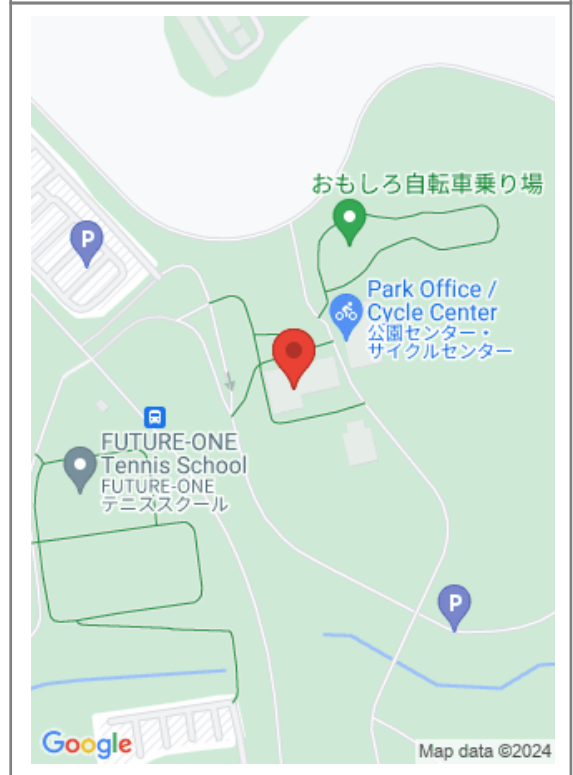 おもしろ自転車乗り場
P
Park Office /
Cycle Center
公園センター・
サイクルセンター
FUTURE-ONE
Tennis School
FUTURE-ONE
テニススクール
P
Google
Map data ©2024